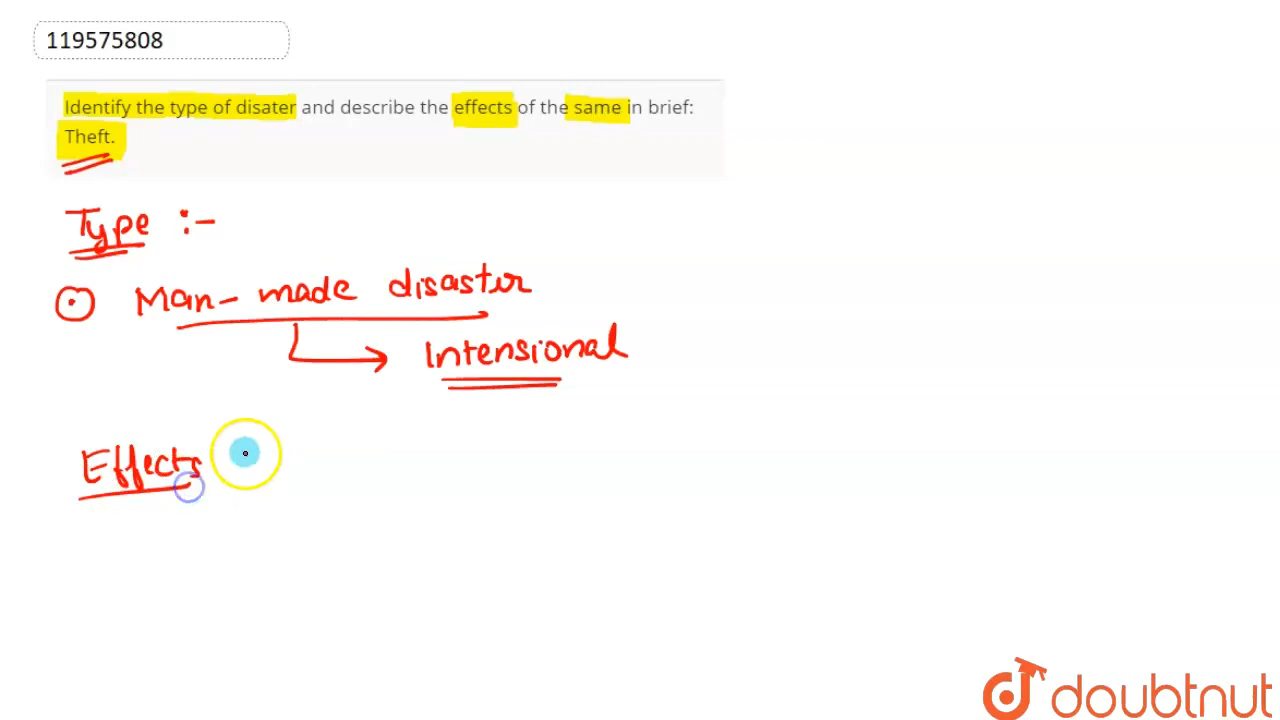 119575808
Identify the type of disater and describe the effects of the same in brief:
Theft.
Type :-
Man-made disaster
Intensional
Effects
doubtnut